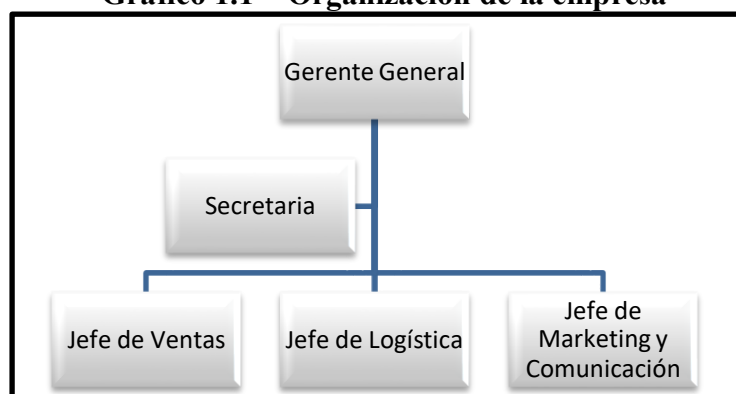 Gráfico 1.1 – Organización de la empresa
Gerente General
Secretaria
Jefe de Ventas
Jefe de Logística
Jefe de
Marketing y
Comunicación